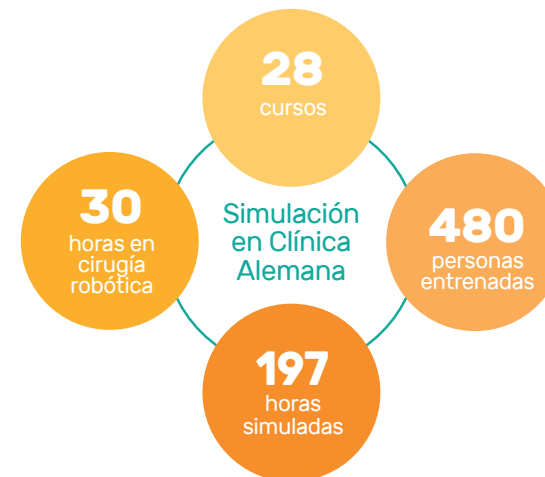 28
cursos
30
horas en
cirugía
robótica
Simulación
en Clínica
Alemana
480
personas
entrenadas
197
horas
simuladas